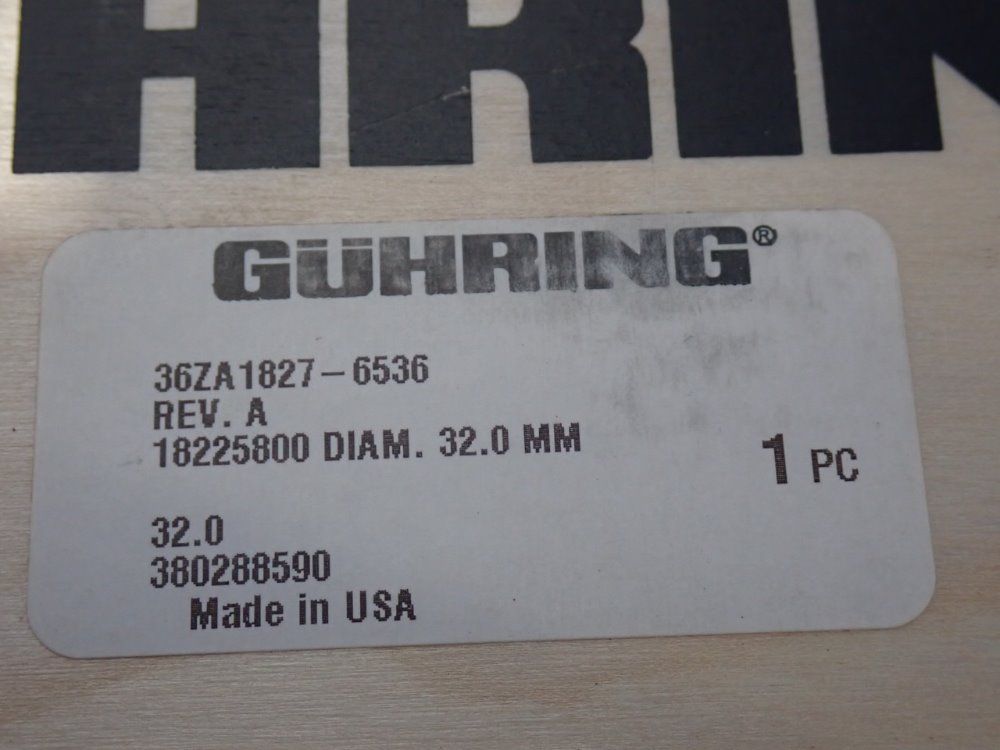 HRIN
GÜHRING®
36ZA1827-6536
REV. A
18225800 DIAM. 32.0 MM
1 PC
32.0
380288590
Made in USA